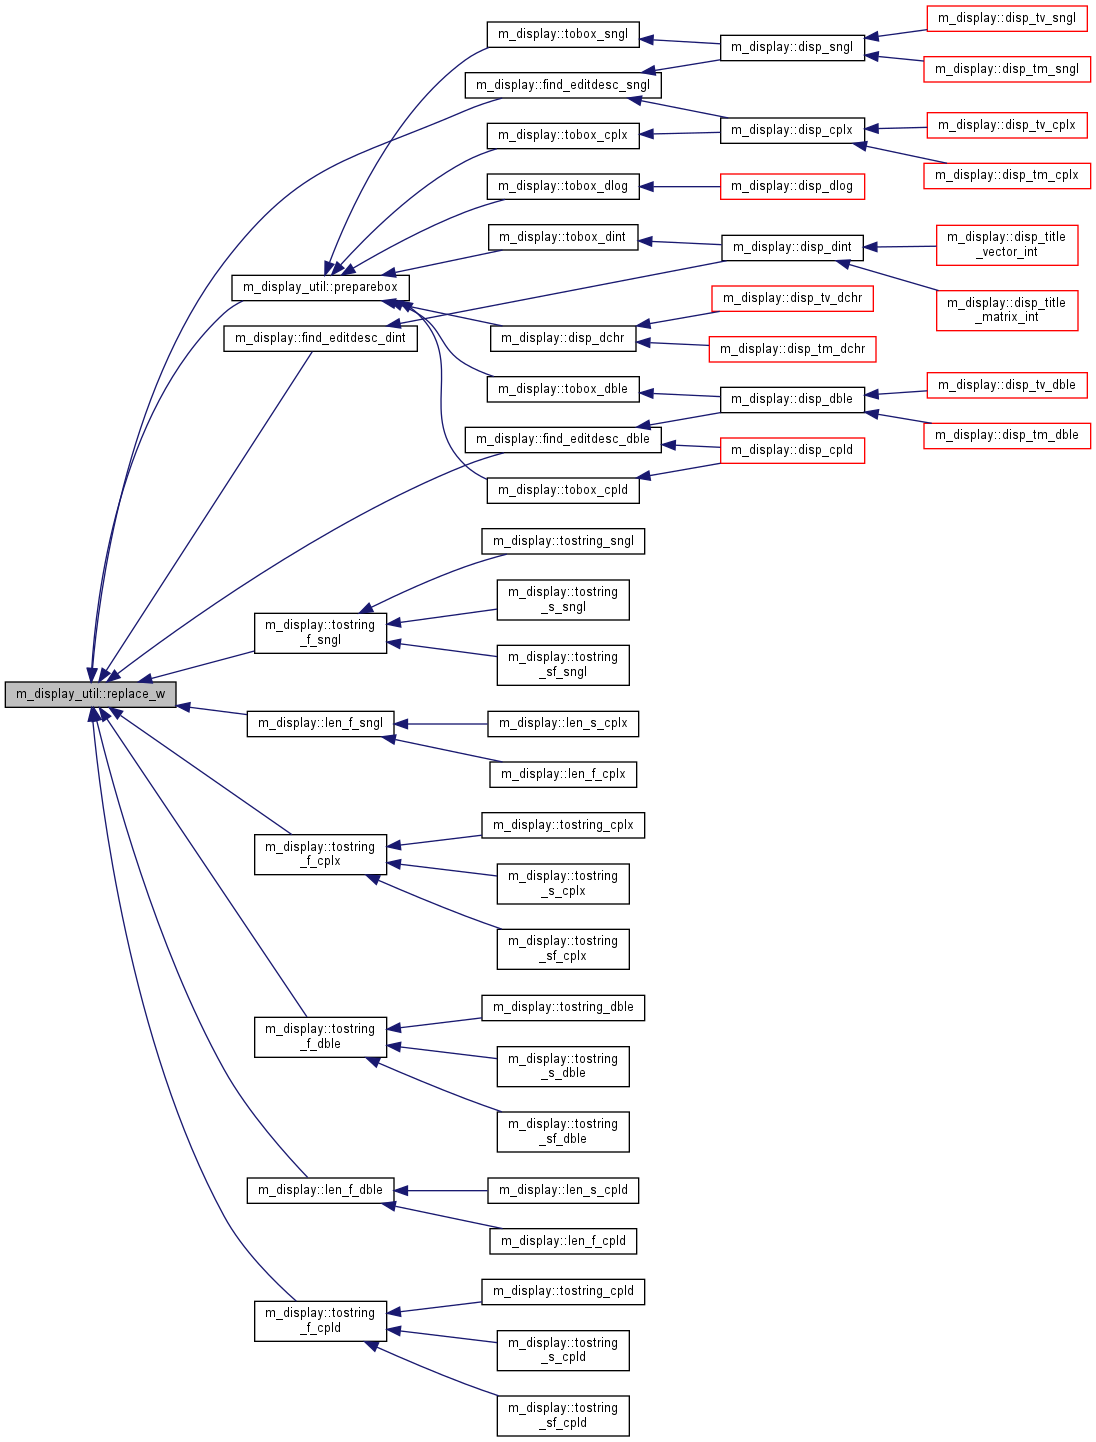 m_display::tobox_sngl
m_display::disp_sngl
m_display::disp_tv_sngl
m_display::disp_tm_sngl
m_display::find_editdesc_sngl
m_display::tobox_cplx
m_display::disp_cplx
m_display::disp_tv_cplx
m_display::disp_tm_cplx
m_display::tobox_dlog
m_display::disp_dlog
m_display::tobox_dint
m_display::disp_dint
m_display::disp_title
_vector_int
m_display::disp_title
_matrix_int
m_display_util::preparebox
m_display::find_editdesc_dint
m_display::disp_dchr
m_display::disp_tv_dchr
m_display::disp_tm_dchr
m_display::tobox_dble
m_display::disp_dble
m_display::disp_tv_dble
m_display::disp_tm_dble
m_display::find_editdesc_dble
m_display::disp_cpld
m_display::tobox_cpld
m_display::tostring_sngl
m_display::tostring
_f_sngl
m_display::tostring
_s_sngl
m_display::tostring
_sf_sngl
m_display_util::replace_w
m_display::len_f_sngl
m_display::len_s_cplx
m_display::len_f_cplx
m_display::tostring
_f_cplx
m_display::tostring_cplx
m_display::tostring
_s_cplx
m_display::tostring
_sf_cplx
m_display::tostring
_f_dble
m_display::tostring_dble
m_display::tostring
_s_dble
m_display::tostring
_sf_dble
m_display::len_f_dble
m_display::len_s_cpld
m_display::len_f_cpld
m_display::tostring
_f_cpld
m_display::tostring_cpld
m_display::tostring
_s_cpld
m_display::tostring
_sf_cpld